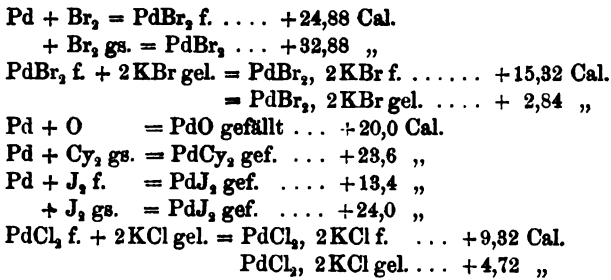 Pd + Br₂ = PdBr₂ f. .... +24,88 Cal.
+ Br₂ gs. = PdBr₂ ... +32,88 „
PdBr₂ f. + 2KBr gel. = PdBr₂, 2KBr f. ...... +15,32 Cal.
= PdBr₂, 2KBr gel. .... + 2,84 „
Pd + O = PdO gefällt ... +20,0 Cal.
Pd + Cy₂ gs. = PdCy₂ gef. .... +23,6 „
Pd + J₂ f. = PdJ₂ gef. .... +13,4 „
+ J₂ gs. = PdJ₂ gef. .... +24,0 „
PdCl₂ f. + 2KCl gel. = PdCl₂, 2KCl f. ... +9,32 Cal.
PdCl₂, 2KCl gel. ... +4,72 „